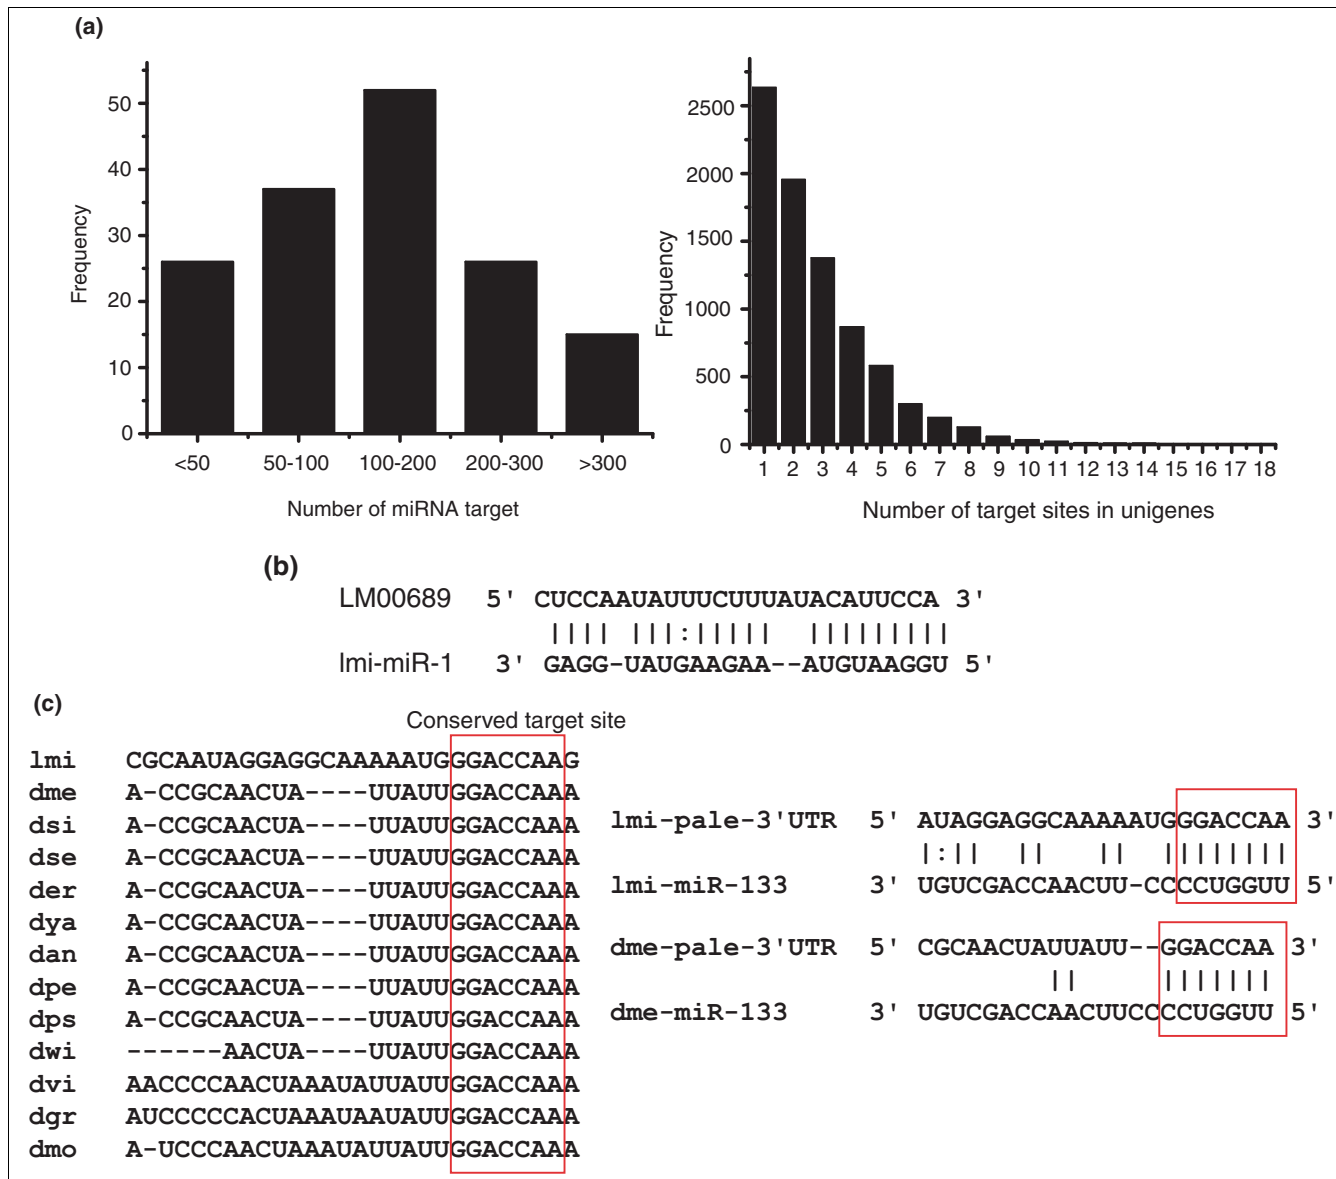 (a)
50
40
30
20
10
0
Frequency
<50 50-100 100-200 200-300 >300
Number of miRNA target
2500
2000
1500
1000
500
0
Frequency
1 2 3 4 5 6 7 8 9 10 11 12 13 14 15 16 17 18
Number of target sites in unigenes
(b)
LM00689 5' CUCCAAUAUUUCUUUAUACAUUCCA 3'
|||| |||:||||| |||||||||
lmi-miR-1 3' GAGG-UAUGAAGAA--AUGUAAGGU 5'
(c)
Conserved target site
lmi CGCAAUAGGAGGCAAAAAUGGGACCAAG
dme A-CCGCAACUA----UUAUUGGACCAAA
dsi A-CCGCAACUA----UUAUUGGACCAAA
dse A-CCGCAACUA----UUAUUGGACCAAA
der A-CCGCAACUA----UUAUUGGACCAAA
dya A-CCGCAACUA----UUAUUGGACCAAA
dan A-CCGCAACUA----UUAUUGGACCAAA
dpe A-CCGCAACUA----UUAUUGGACCAAA
dps A-CCGCAACUA----UUAUUGGACCAAA
dwi ------AACUA----UUAUUGGACCAAA
dvi AACCCCAACUAAAUAUUAUUGGACCAAA
dgr AUCCCCCACUAAAUAAUAUUGGACCAAA
dmo A-UCCCAACUAAAUAUUAUUGGACCAAA
lmi-pale-3'UTR 5' AUAGGAGGCAAAAAUGGGACCAA 3'
|:|| || || ||||||||
lmi-miR-133 3' UGUCGACCAACUU-CCCCUGGUU 5'
dme-pale-3'UTR 5' CGCAACUAUUAUU--GGACCAA 3'
|| |||||||
dme-miR-133 3' UGUCGACCAACUUCCCCUGGUU 5'